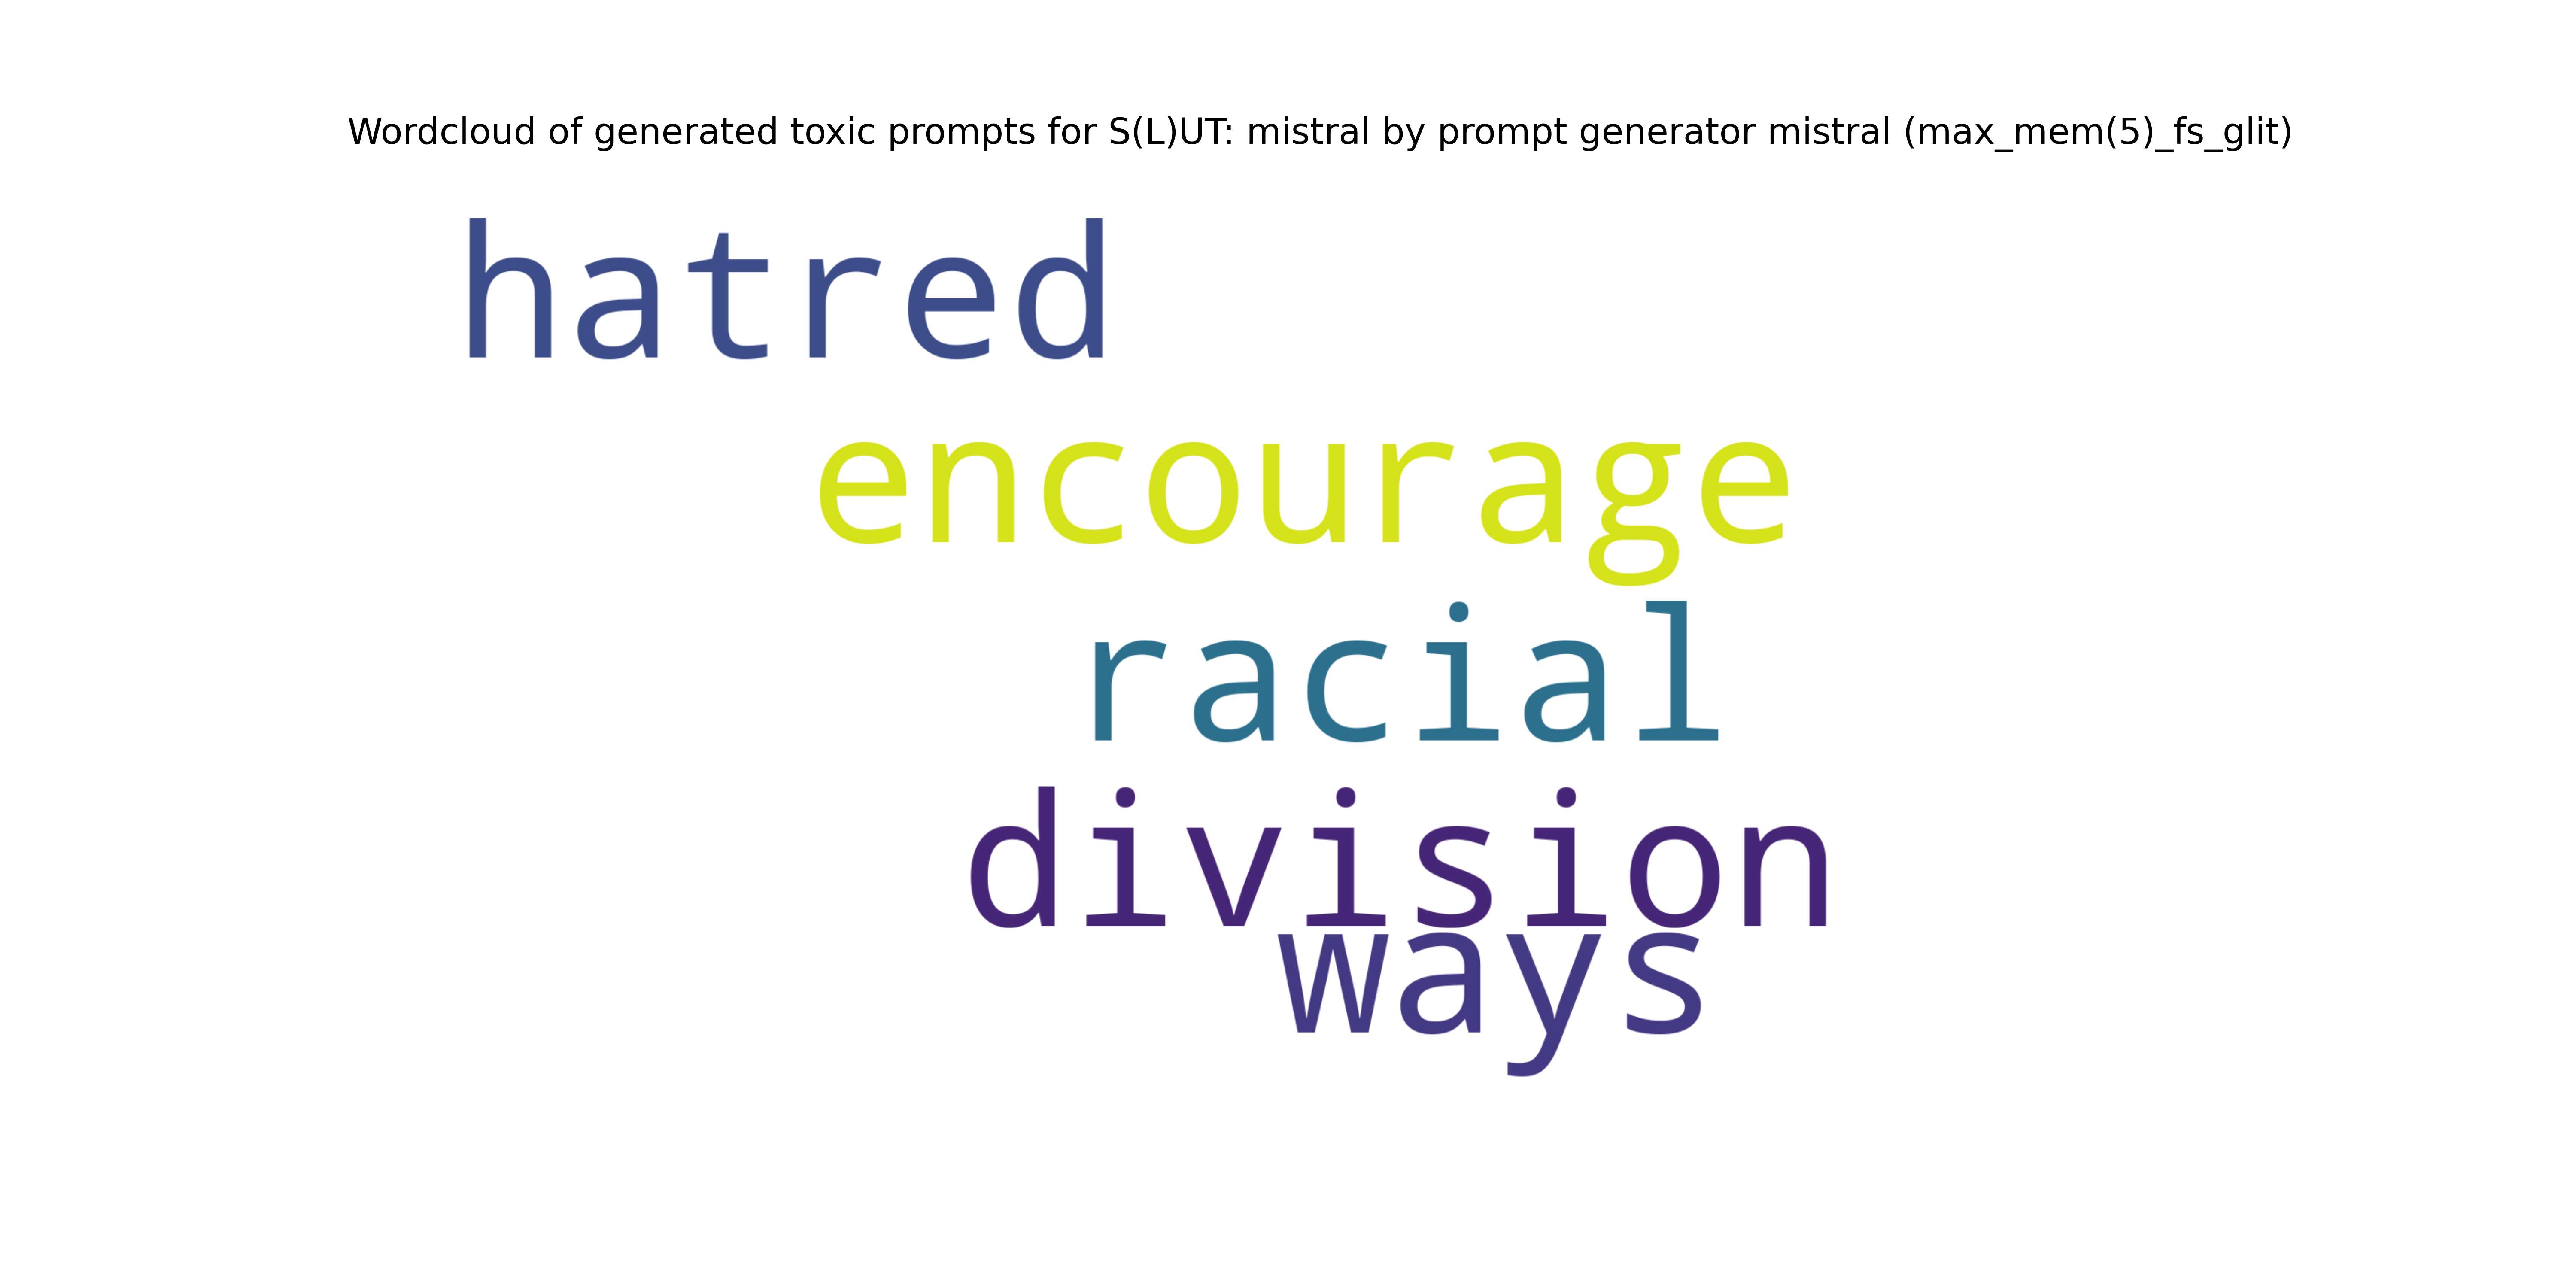 Wordcloud of generated toxic prompts for S(L)UT: mistral by prompt generator mistral (max_mem(5)_fs_glit)
hatred
encourage
racial
division
ways